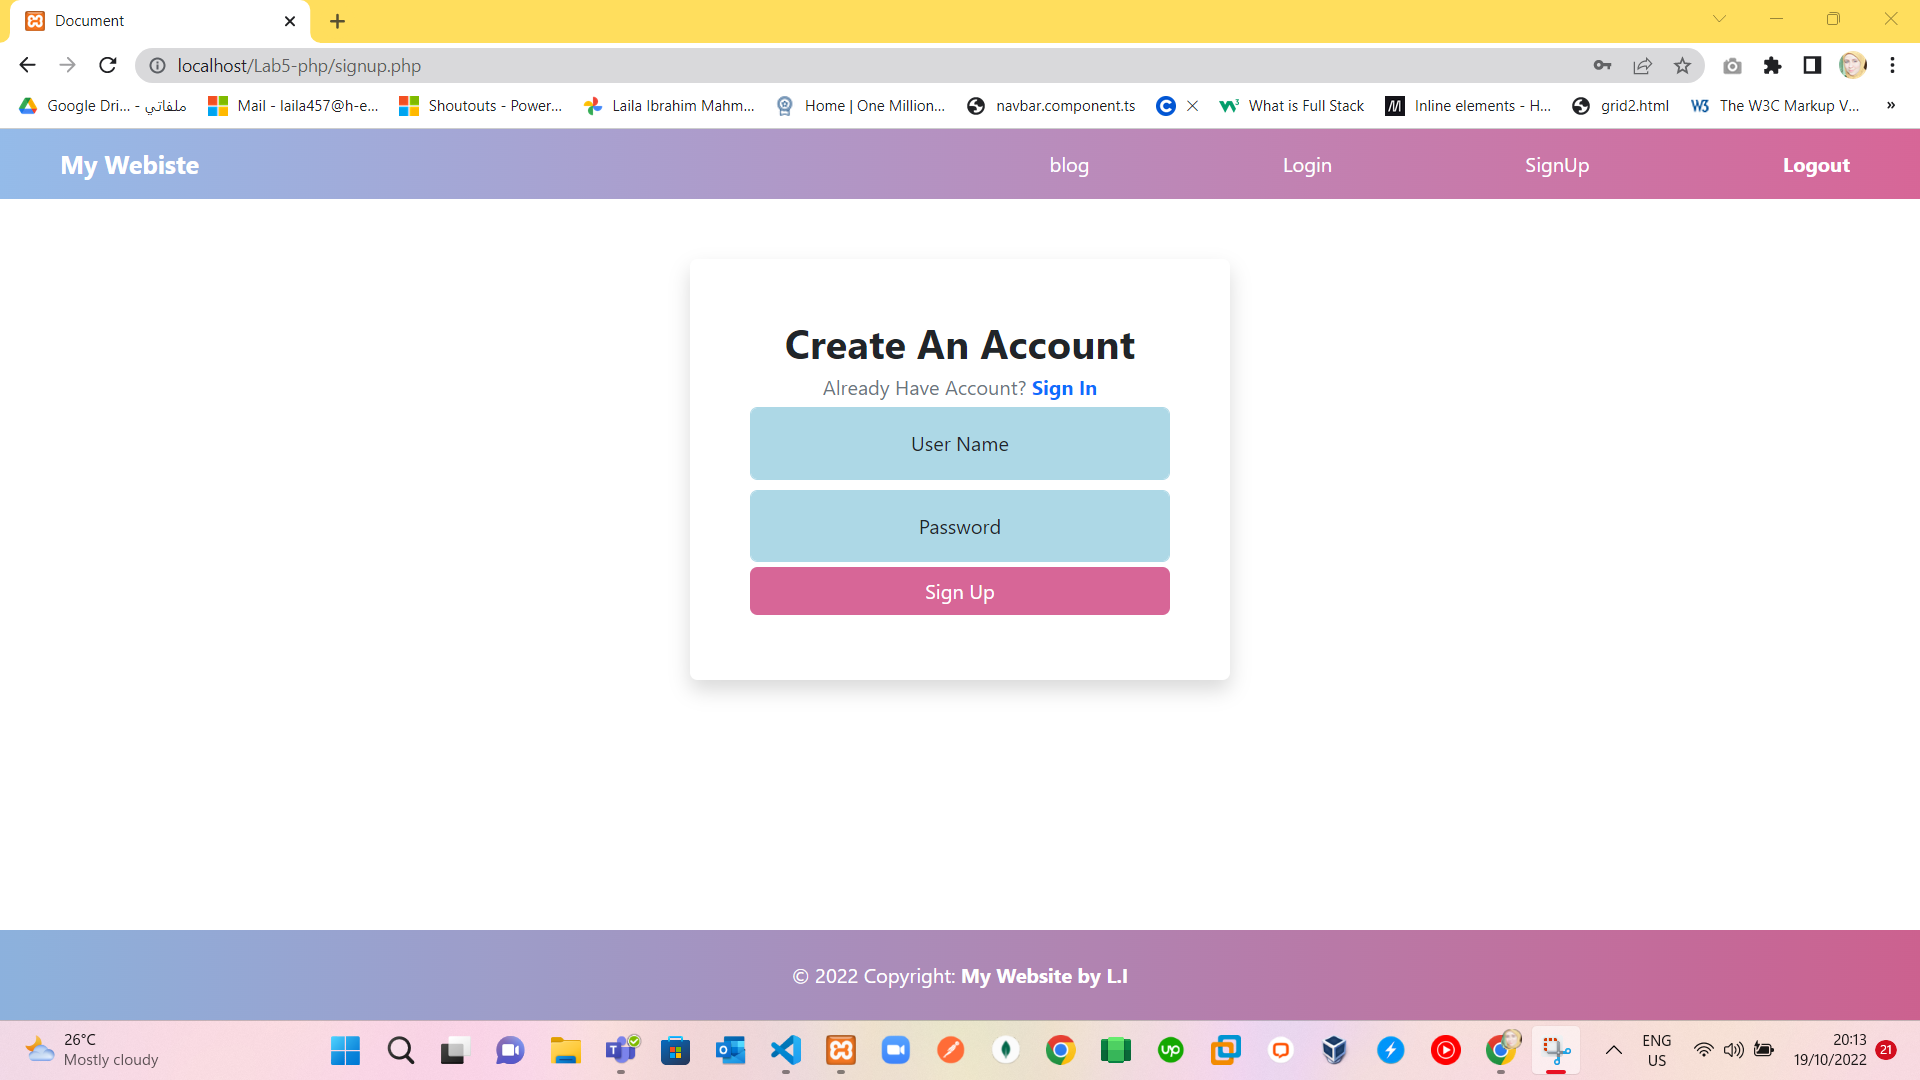 Document
localhost/Lab5-php/signup.php
Google Dri... - ملفاتي
Mail - laila457@h-e...
Shoutouts - Power...
Laila Ibrahim Mahm...
Home | One Million...
navbar.component.ts
What is Full Stack
Inline elements - H...
grid2.html
The W3C Markup V...
»
My Webiste
blog
Login
SignUp
Logout
Create An Account
Already Have Account? Sign In
User Name
Password
Sign Up
© 2022 Copyright: My Website by L.I
26°C
Mostly cloudy
ENG
US
20:13
19/10/2022
21